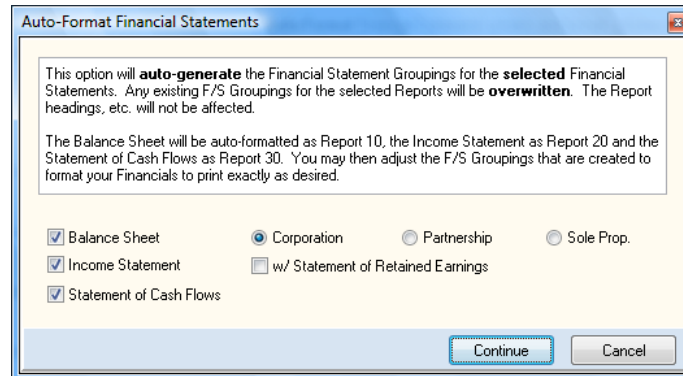 Auto-Format Financial Statements
This option will auto-generate the Financial Statement Groupings for the selected Financial
Statements. Any existing F/S Groupings for the selected Reports will be overwritten. The Report
headings, etc. will not be affected.
The Balance Sheet will be auto-formatted as Report 10, the Income Statement as Report 20 and the
Statement of Cash Flows as Report 30. You may then adjust the F/S Groupings that are created to
format your Financials to print exactly as desired.
Balance Sheet Corporation Partnership Sole Prop.
Income Statement w/ Statement of Retained Earnings
Statement of Cash Flows
Continue Cancel